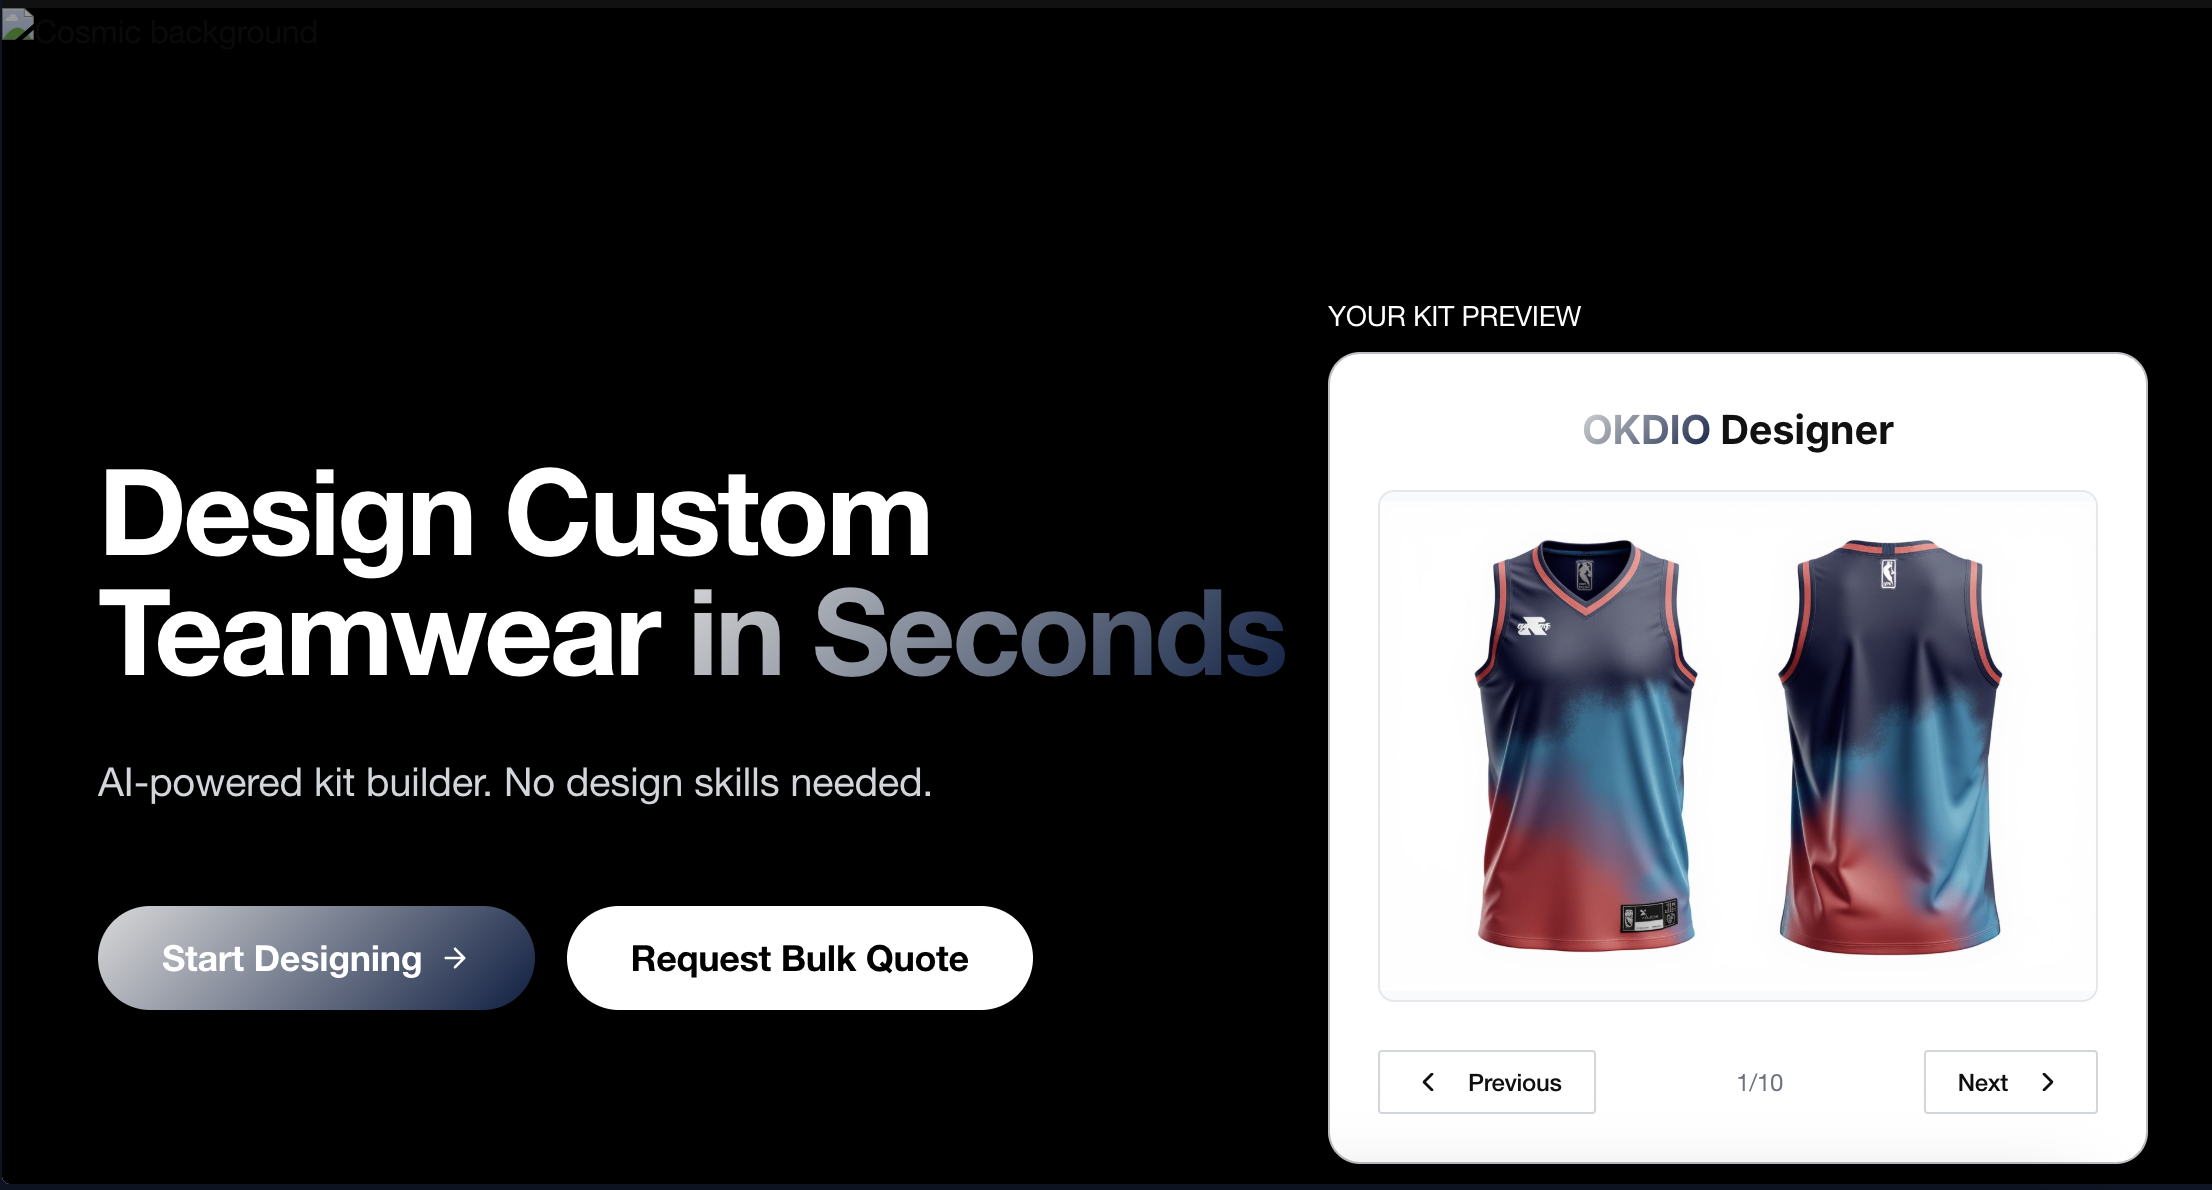 Cosmic background
Design Custom
Teamwear in Seconds
AI-powered kit builder. No design skills needed.
Start Designing
Request Bulk Quote
YOUR KIT PREVIEW
OKDIO Designer
Previous
1/10
Next